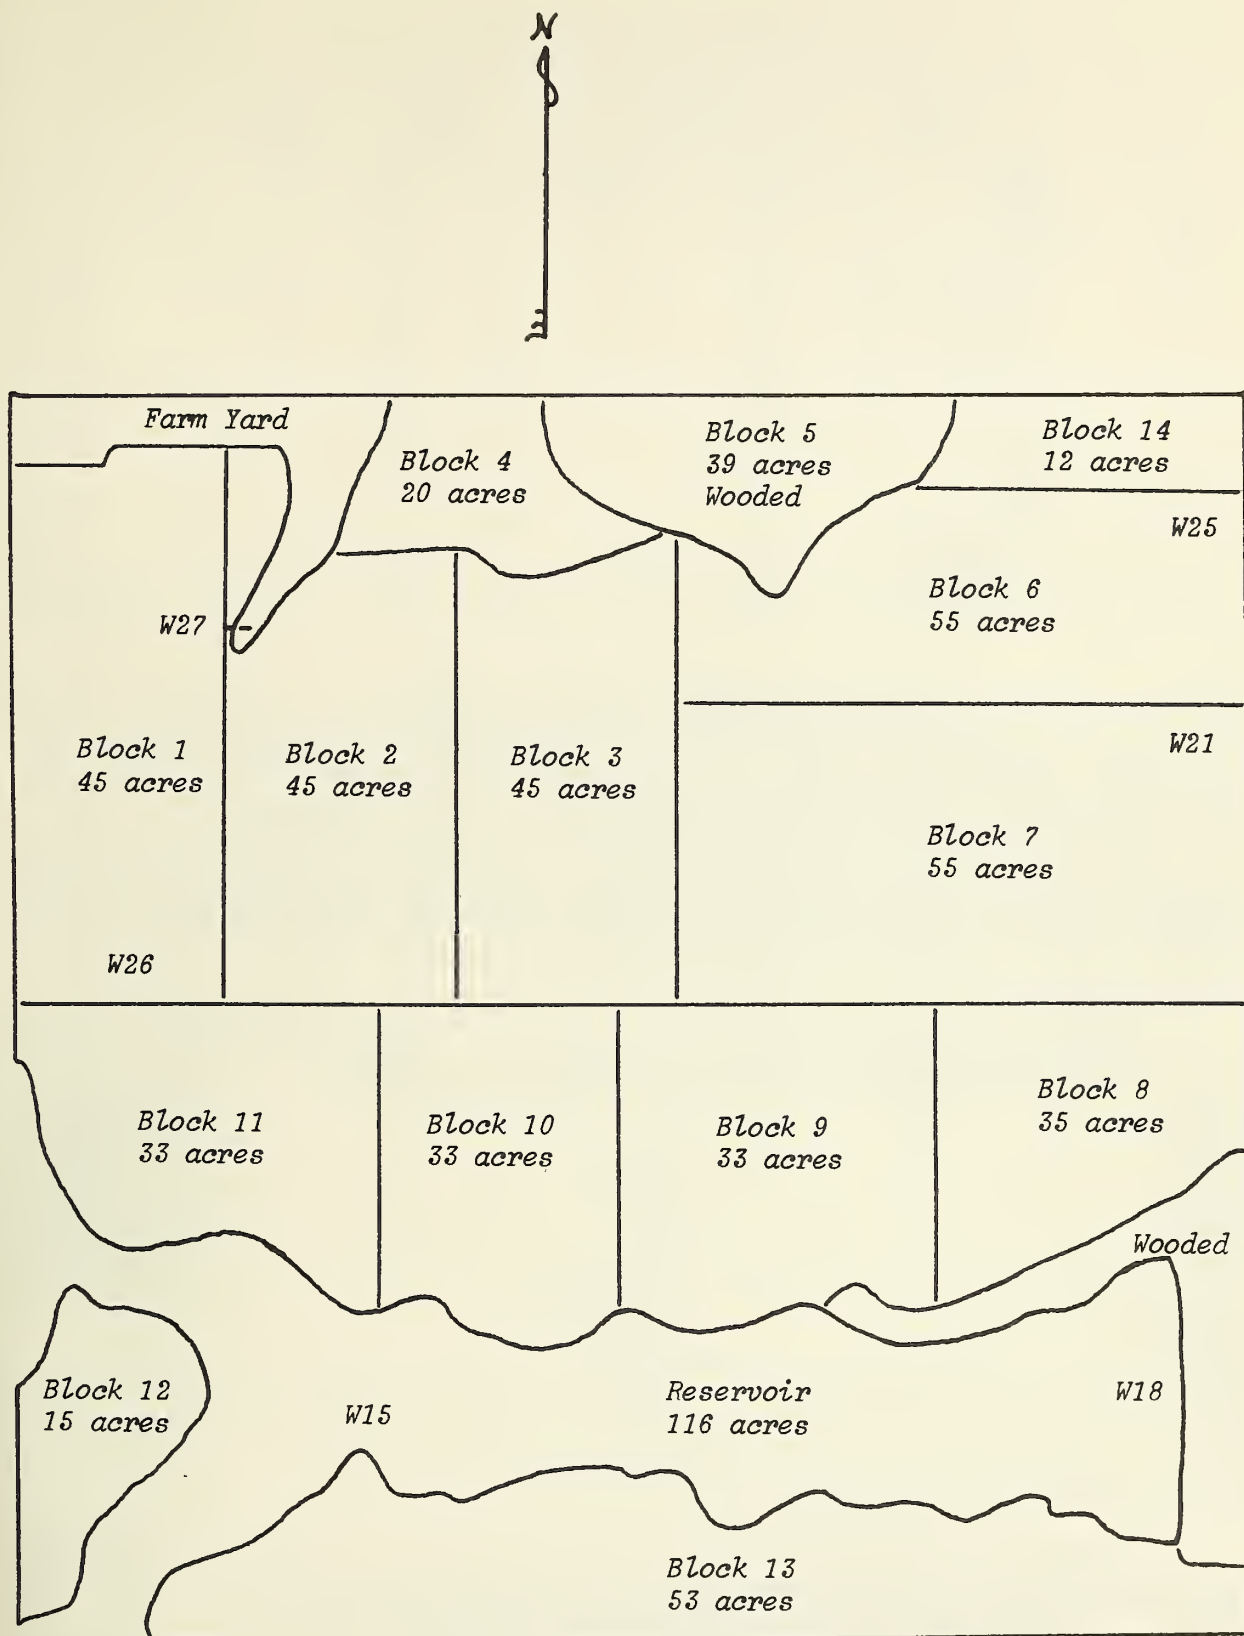 N
Farm Yard
Block 4
20 acres
Block 5
39 acres
Wooded
Block 14
12 acres
W25
Block 6
55 acres
W27
Block 1
45 acres
Block 2
45 acres
Block 3
45 acres
W21
Block 7
55 acres
W26
Block 11
33 acres
Block 10
33 acres
Block 9
33 acres
Block 8
35 acres
Wooded
Block 12
15 acres
W15
Reservoir
116 acres
W18
Block 13
53 acres